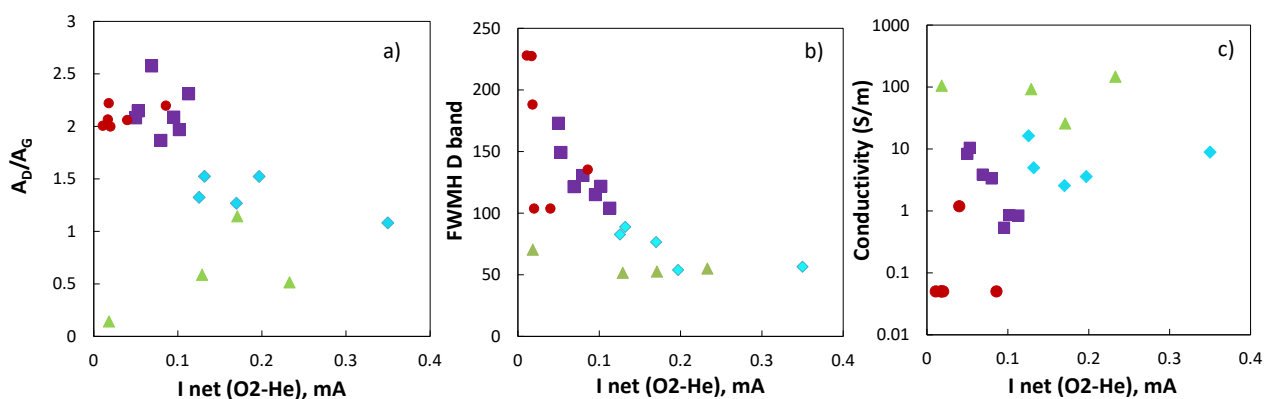 a)
3
2.5
2
1.5
1
0.5
0
A_D/A_G
0 0.1 0.2 0.3 0.4
I net (O2-He), mA
b)
250
200
150
100
50
0
FWMH D band
0 0.1 0.2 0.3 0.4
I net (O2-He), mA
c)
1000
100
10
1
0.1
0.01
Conductivity (S/m)
0 0.1 0.2 0.3 0.4
I net (O2-He), mA